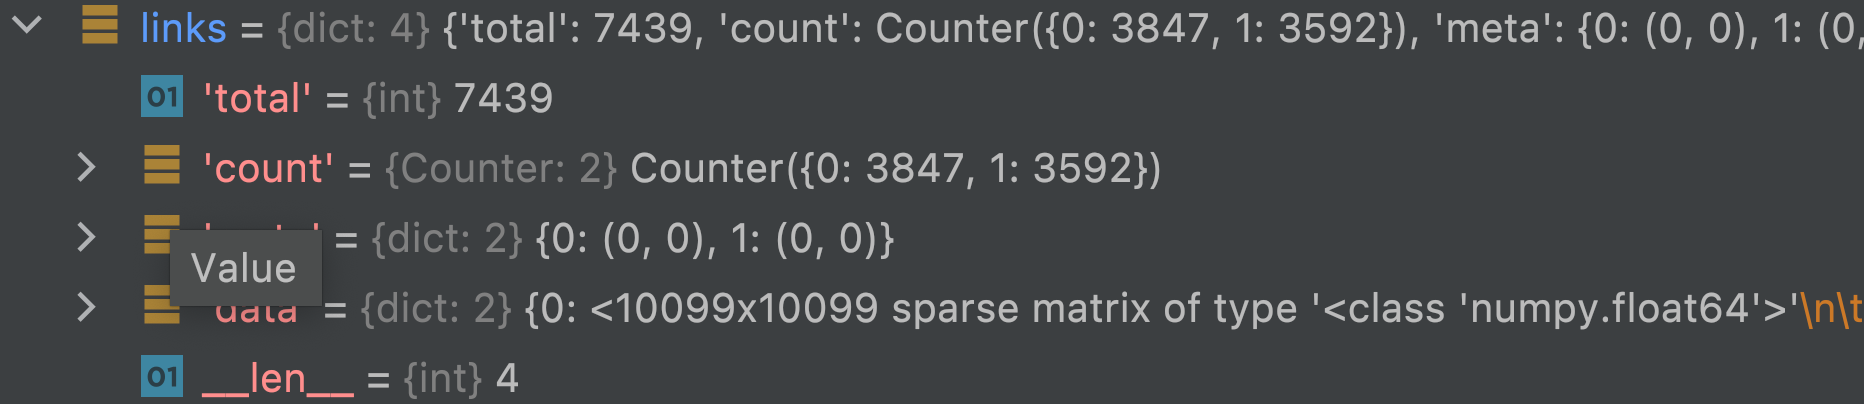 links = {dict: 4} {'total': 7439, 'count': Counter({0: 3847, 1: 3592}), 'meta': {0: (0, 0), 1: (0,
01 'total' = {int} 7439
'count' = {Counter: 2} Counter({0: 3847, 1: 3592})
= {dict: 2} {0: (0, 0), 1: (0, 0)}
Value
data = {dict: 2} {0: <10099x10099 sparse matrix of type '<class 'numpy.float64'>'\n\t
01 __len__ = {int} 4